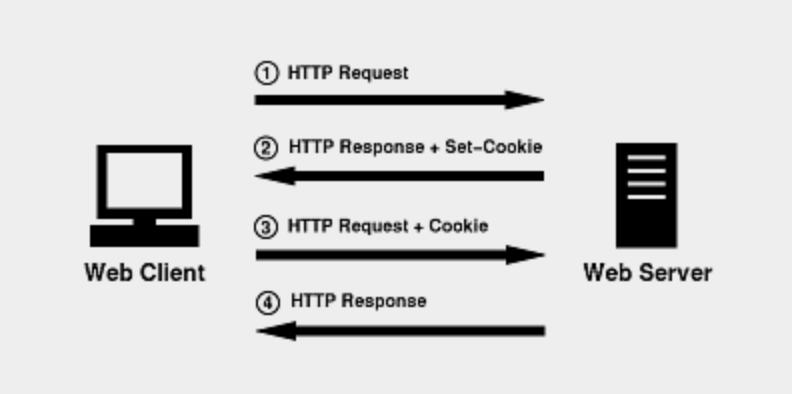 ① HTTP Request
② HTTP Response + Set-Cookie
③ HTTP Request + Cookie
④ HTTP Response
Web Client
Web Server